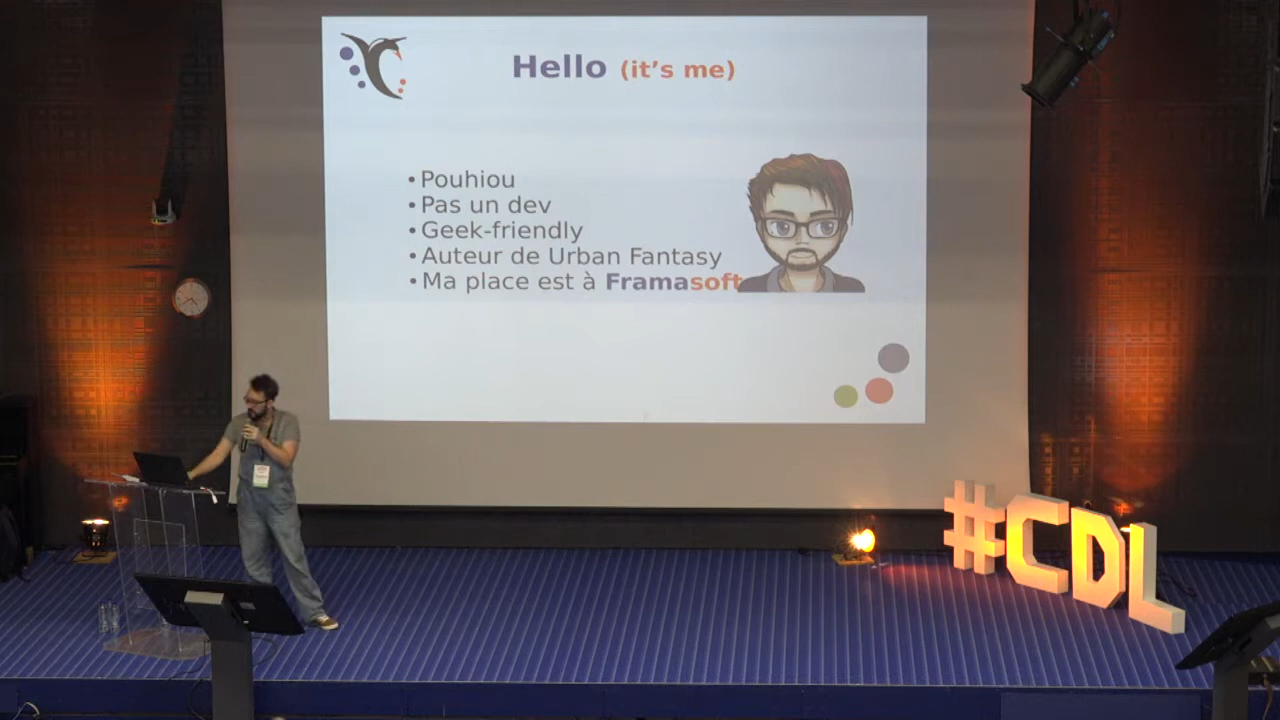 Hello (it's me)
• Pouhiou
• Pas un dev
• Geek-friendly
• Auteur de Urban Fantasy
• Ma place est à Framasoft
#CDL